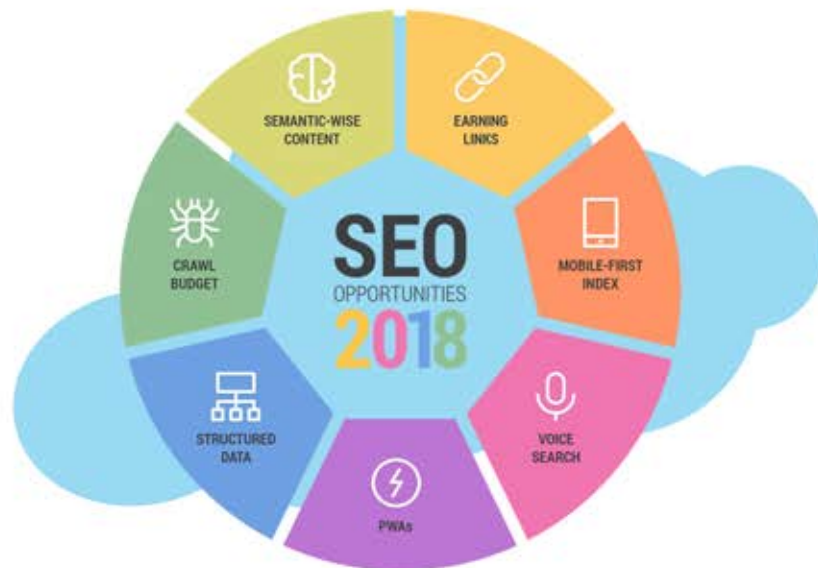 SEMANTIC-WISE
CONTENT
EARNING
LINKS
CRAWL
BUDGET
SEO
OPPORTUNITIES
2018
MOBILE-FIRST
INDEX
STRUCTURED
DATA
VOICE
SEARCH
PWAs